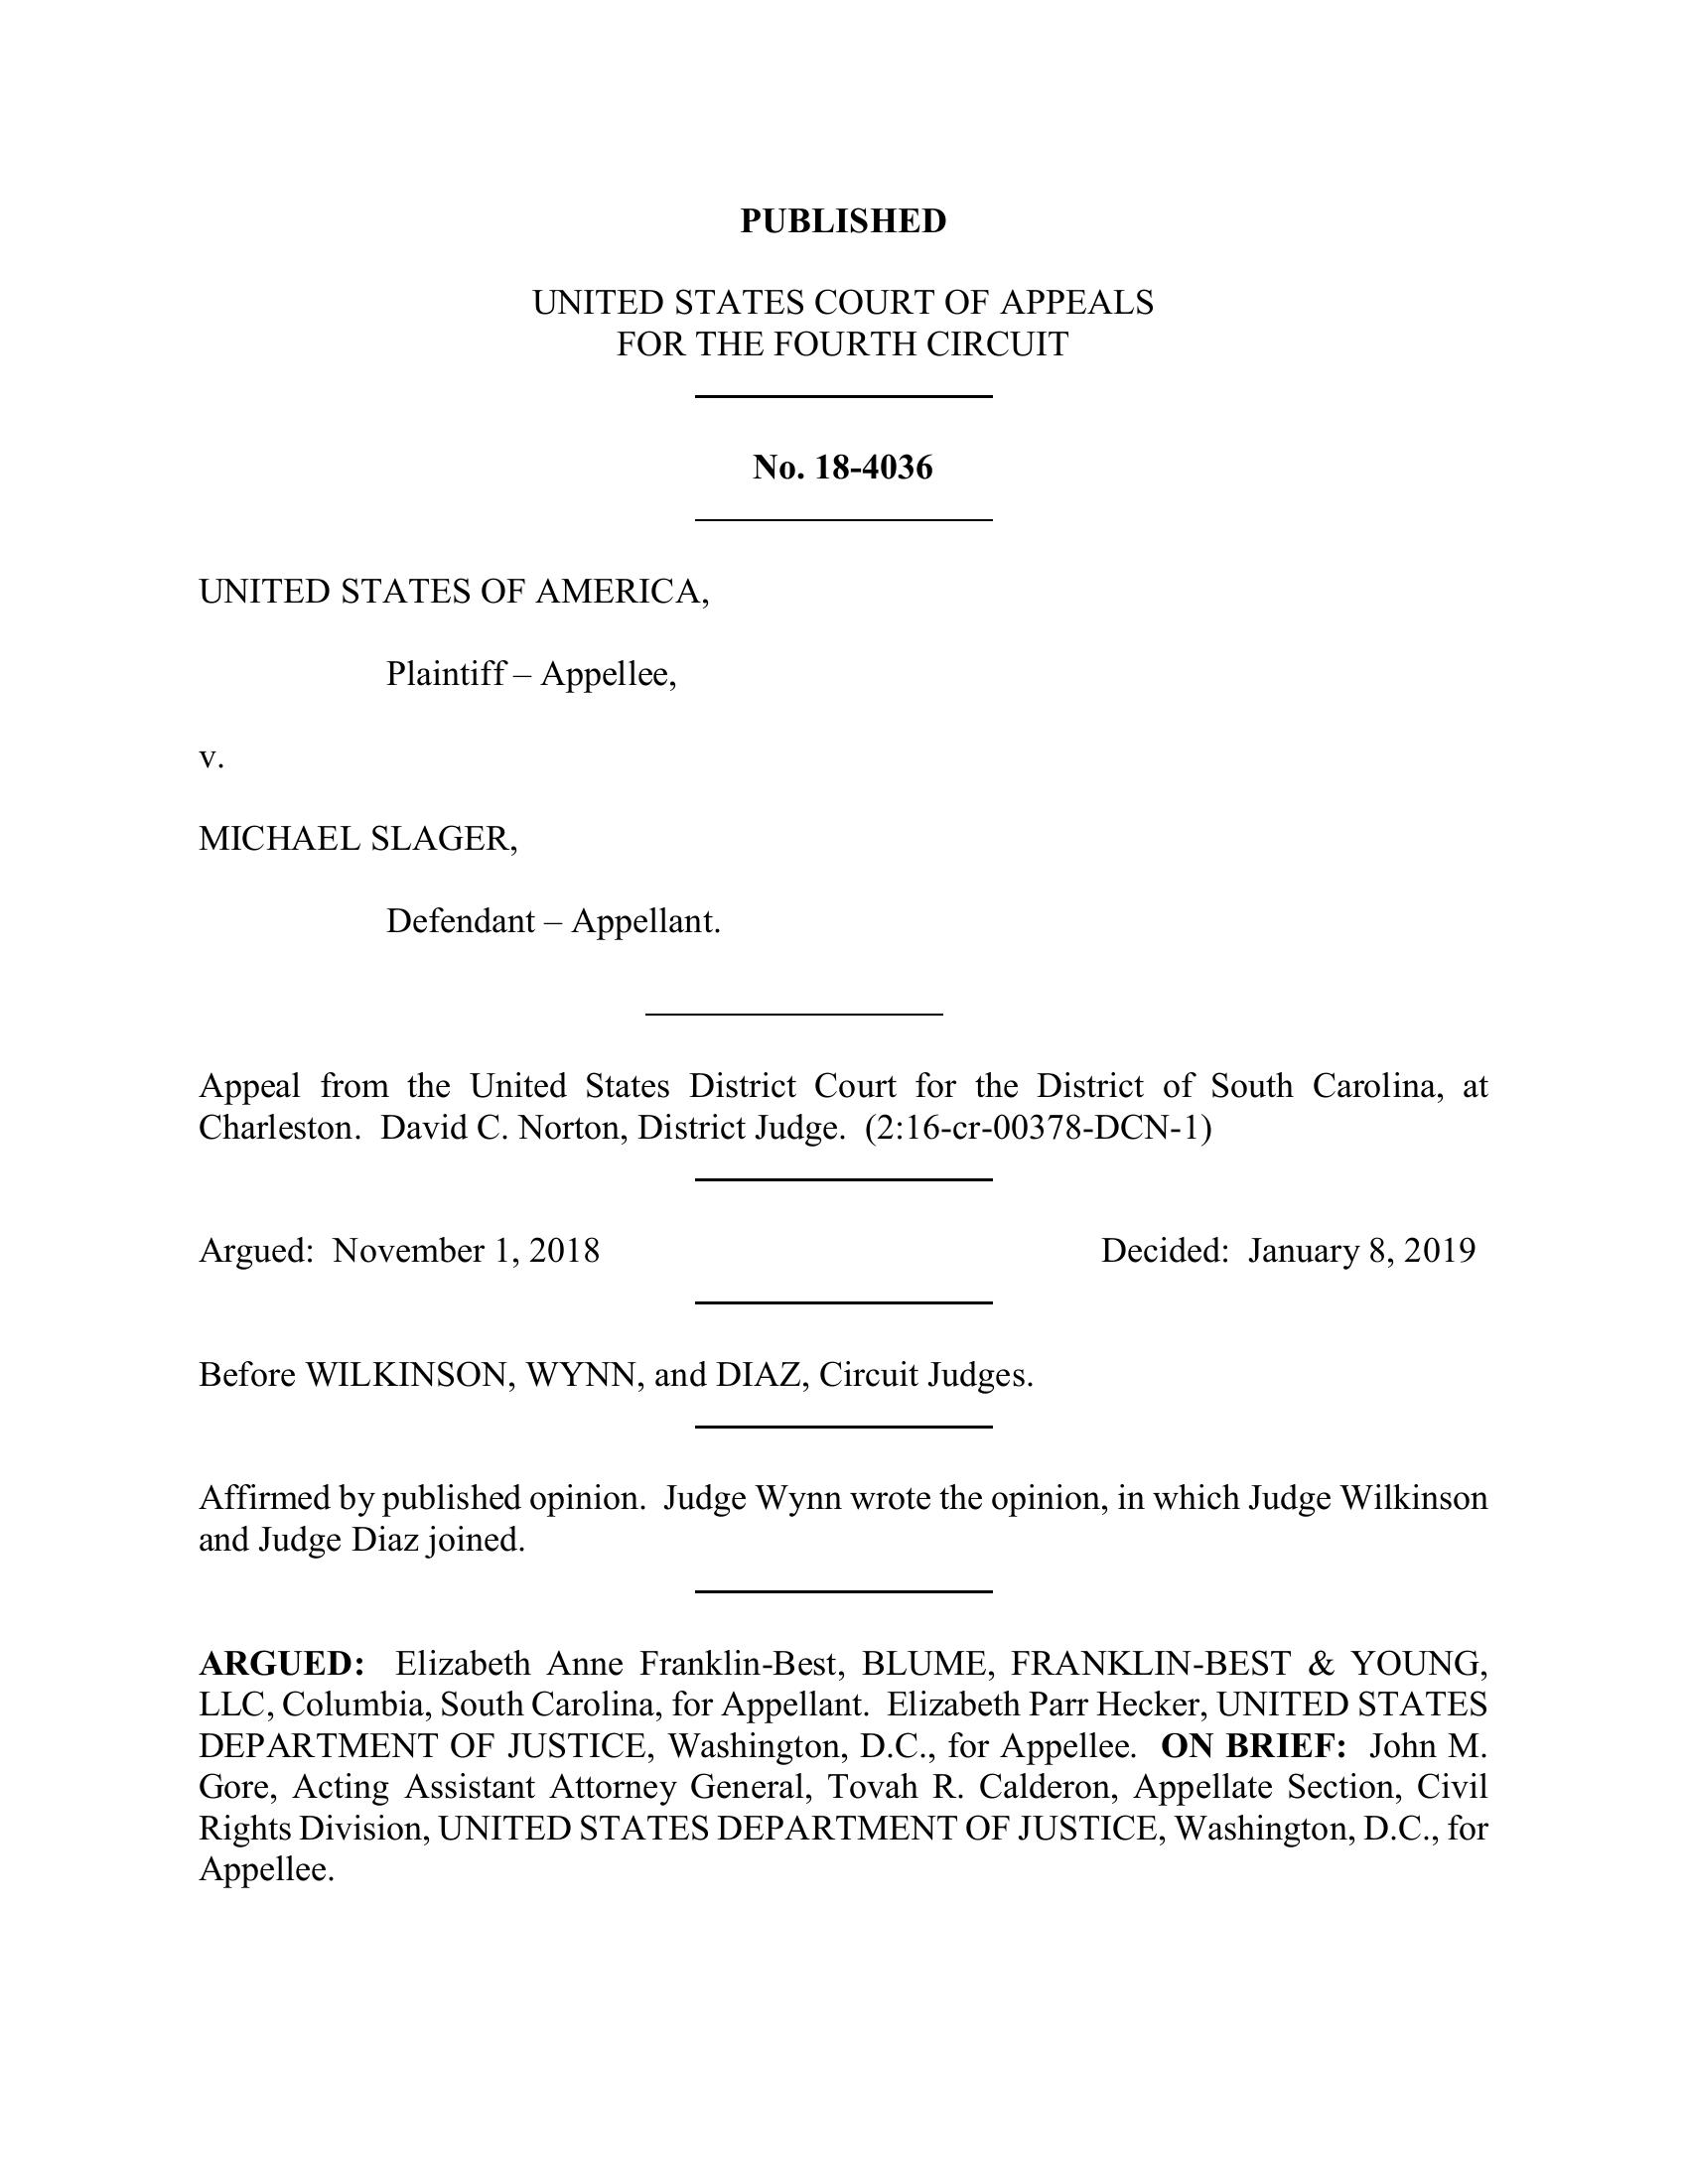 PUBLISHED
UNITED STATES COURT OF APPEALS
FOR THE FOURTH CIRCUIT
No. 18-4036
UNITED STATES OF AMERICA,
Plaintiff – Appellee,
v.
MICHAEL SLAGER,
Defendant – Appellant.
Appeal from the United States District Court for the District of South Carolina, at
Charleston. David C. Norton, District Judge. (2:16-cr-00378-DCN-1)
Argued: November 1, 2018 Decided: January 8, 2019
Before WILKINSON, WYNN, and DIAZ, Circuit Judges.
Affirmed by published opinion. Judge Wynn wrote the opinion, in which Judge Wilkinson
and Judge Diaz joined.
ARGUED: Elizabeth Anne Franklin-Best, BLUME, FRANKLIN-BEST & YOUNG,
LLC, Columbia, South Carolina, for Appellant. Elizabeth Parr Hecker, UNITED STATES
DEPARTMENT OF JUSTICE, Washington, D.C., for Appellee. ON BRIEF: John M.
Gore, Acting Assistant Attorney General, Tovah R. Calderon, Appellate Section, Civil
Rights Division, UNITED STATES DEPARTMENT OF JUSTICE, Washington, D.C., for
Appellee.